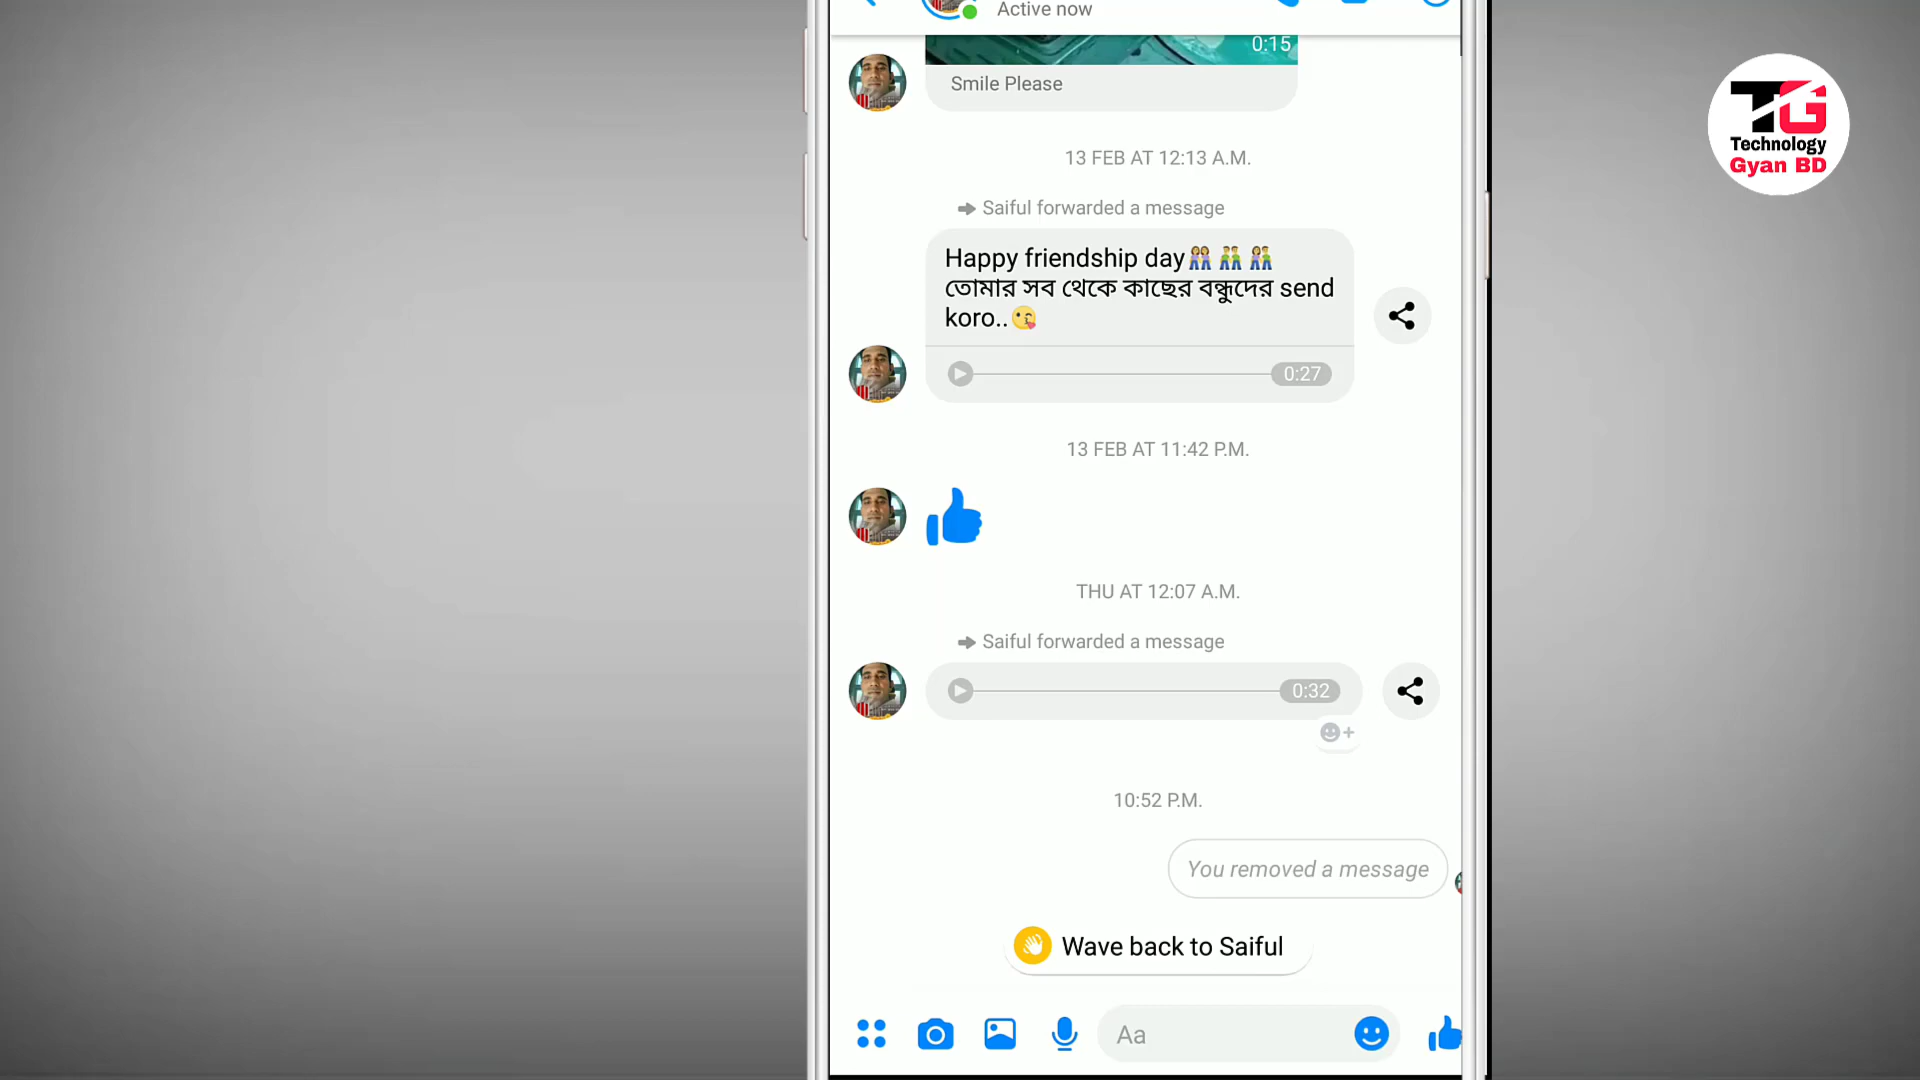 Active now
0:15
Smile Please
13 FEB AT 12:13 A.M.
Saiful forwarded a message
Happy friendship day👭 👬 👫
তোমার সব থেকে কাছের বন্ধুদের send
koro..😘
0:27
13 FEB AT 11:42 P.M.
THU AT 12:07 A.M.
Saiful forwarded a message
0:32
10:52 P.M.
You removed a message
Wave back to Saiful
Aa
TG
Technology
Gyan BD